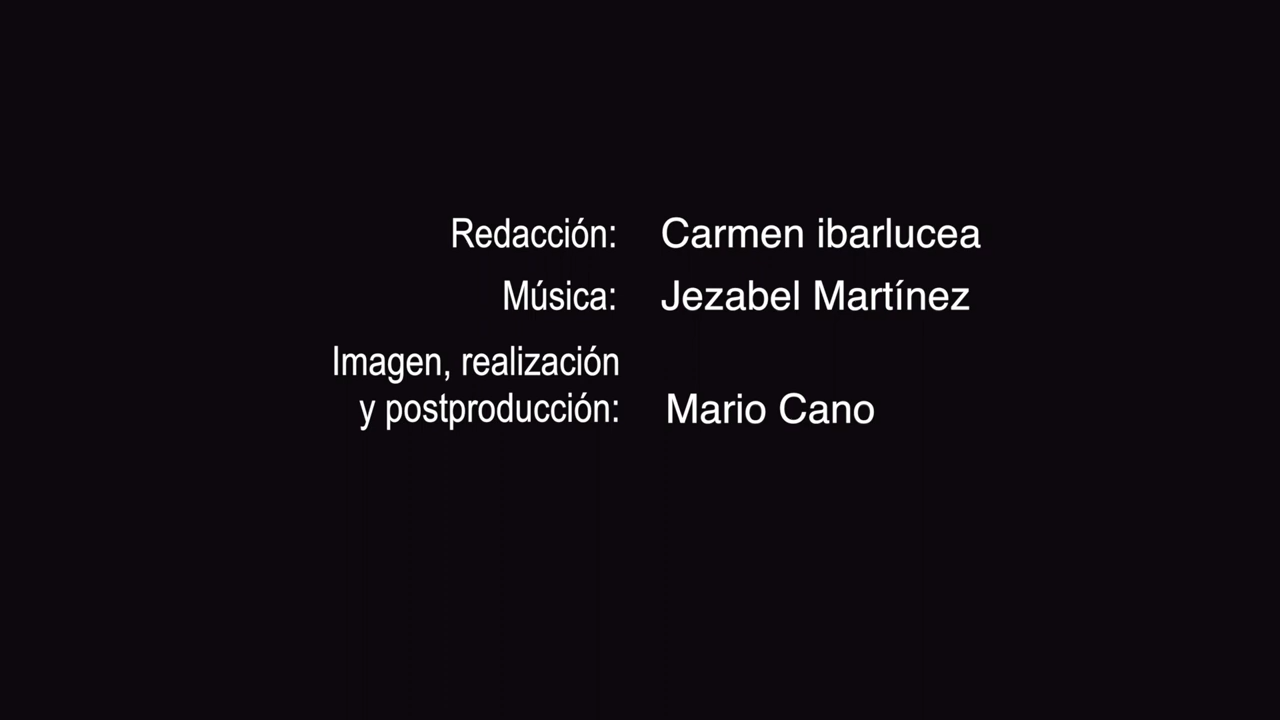 Redacción: Carmen ibarlucea
Música: Jezabel Martínez
Imagen, realización
y postproducción: Mario Cano